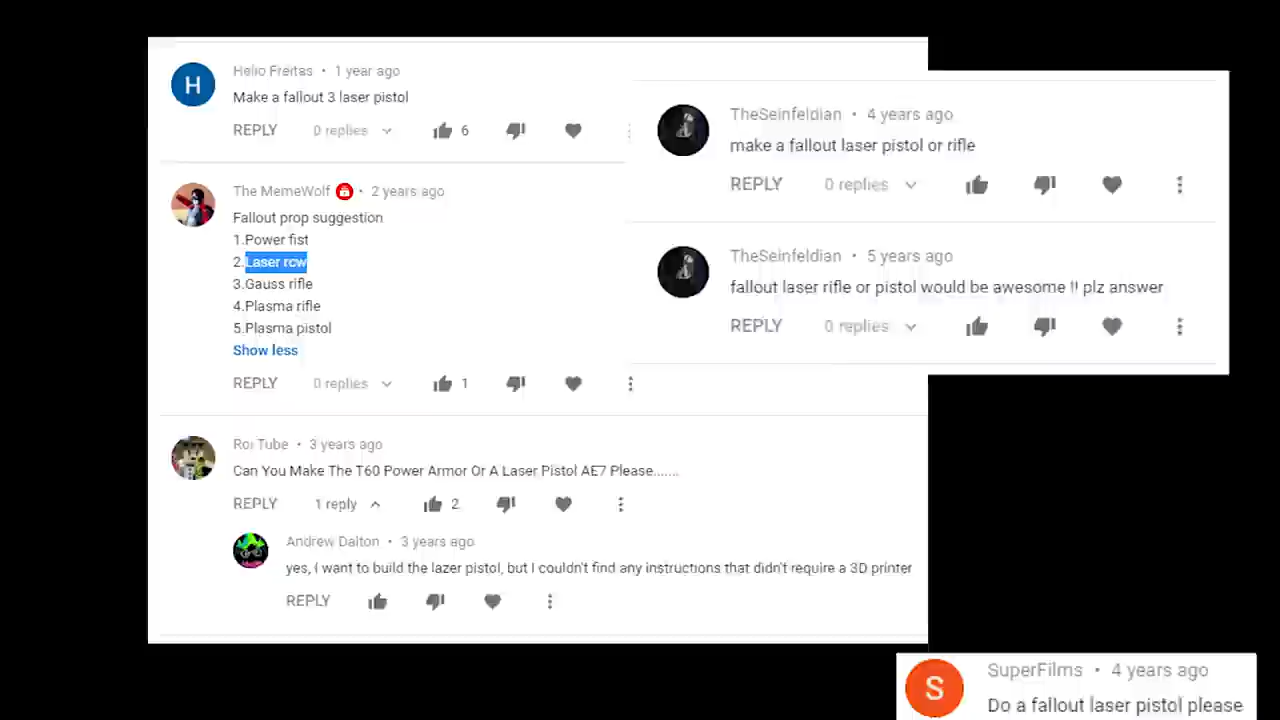 H
Helio Freitas • 1 year ago
Make a fallout 3 laser pistol
REPLY 0 replies 6
The MemeWolf • 2 years ago
Fallout prop suggestion
1.Power fist
2.Laser rcw
3.Gauss rifle
4.Plasma rifle
5.Plasma pistol
Show less
REPLY 0 replies 1
Roi Tube • 3 years ago
Can You Make The T60 Power Armor Or A Laser Pistol AE7 Please.......
REPLY 1 reply 2
Andrew Dalton • 3 years ago
yes, i want to build the lazer pistol, but I couldn't find any instructions that didn't require a 3D printer
REPLY
TheSeinfeldian • 4 years ago
make a fallout laser pistol or rifle
REPLY 0 replies
TheSeinfeldian • 5 years ago
fallout laser rifle or pistol would be awesome !! plz answer
REPLY 0 replies
S
SuperFilms • 4 years ago
Do a fallout laser pistol please